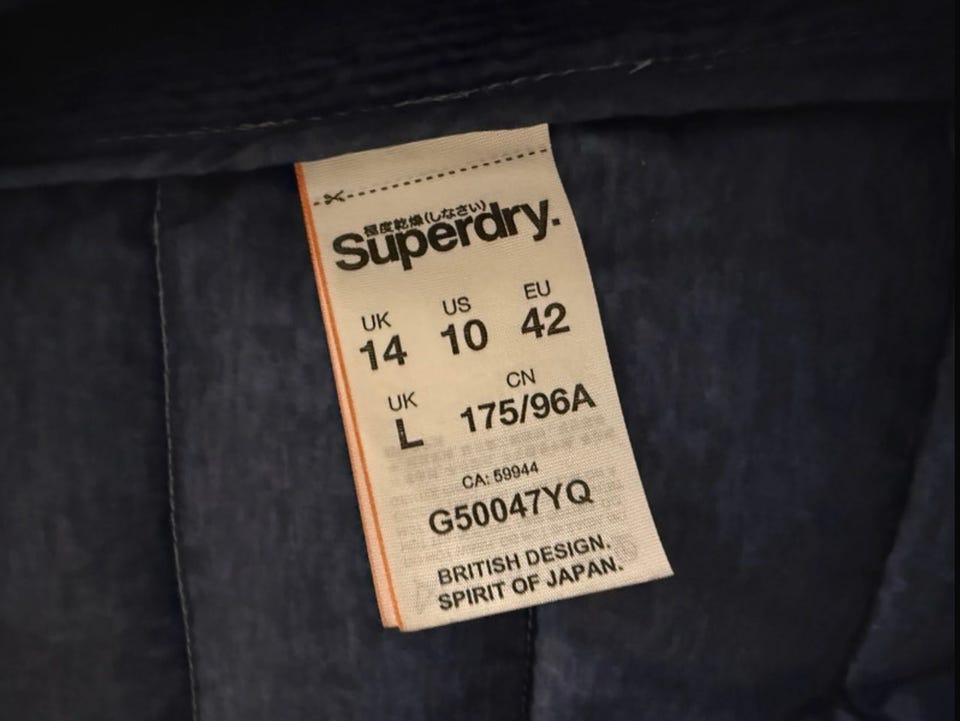 極度乾燥(しなさい)
Superdry.
UK US EU
14 10 42
UK CN
L 175/96A
CA: 59944
G50047YQ
BRITISH DESIGN.
SPIRIT OF JAPAN.